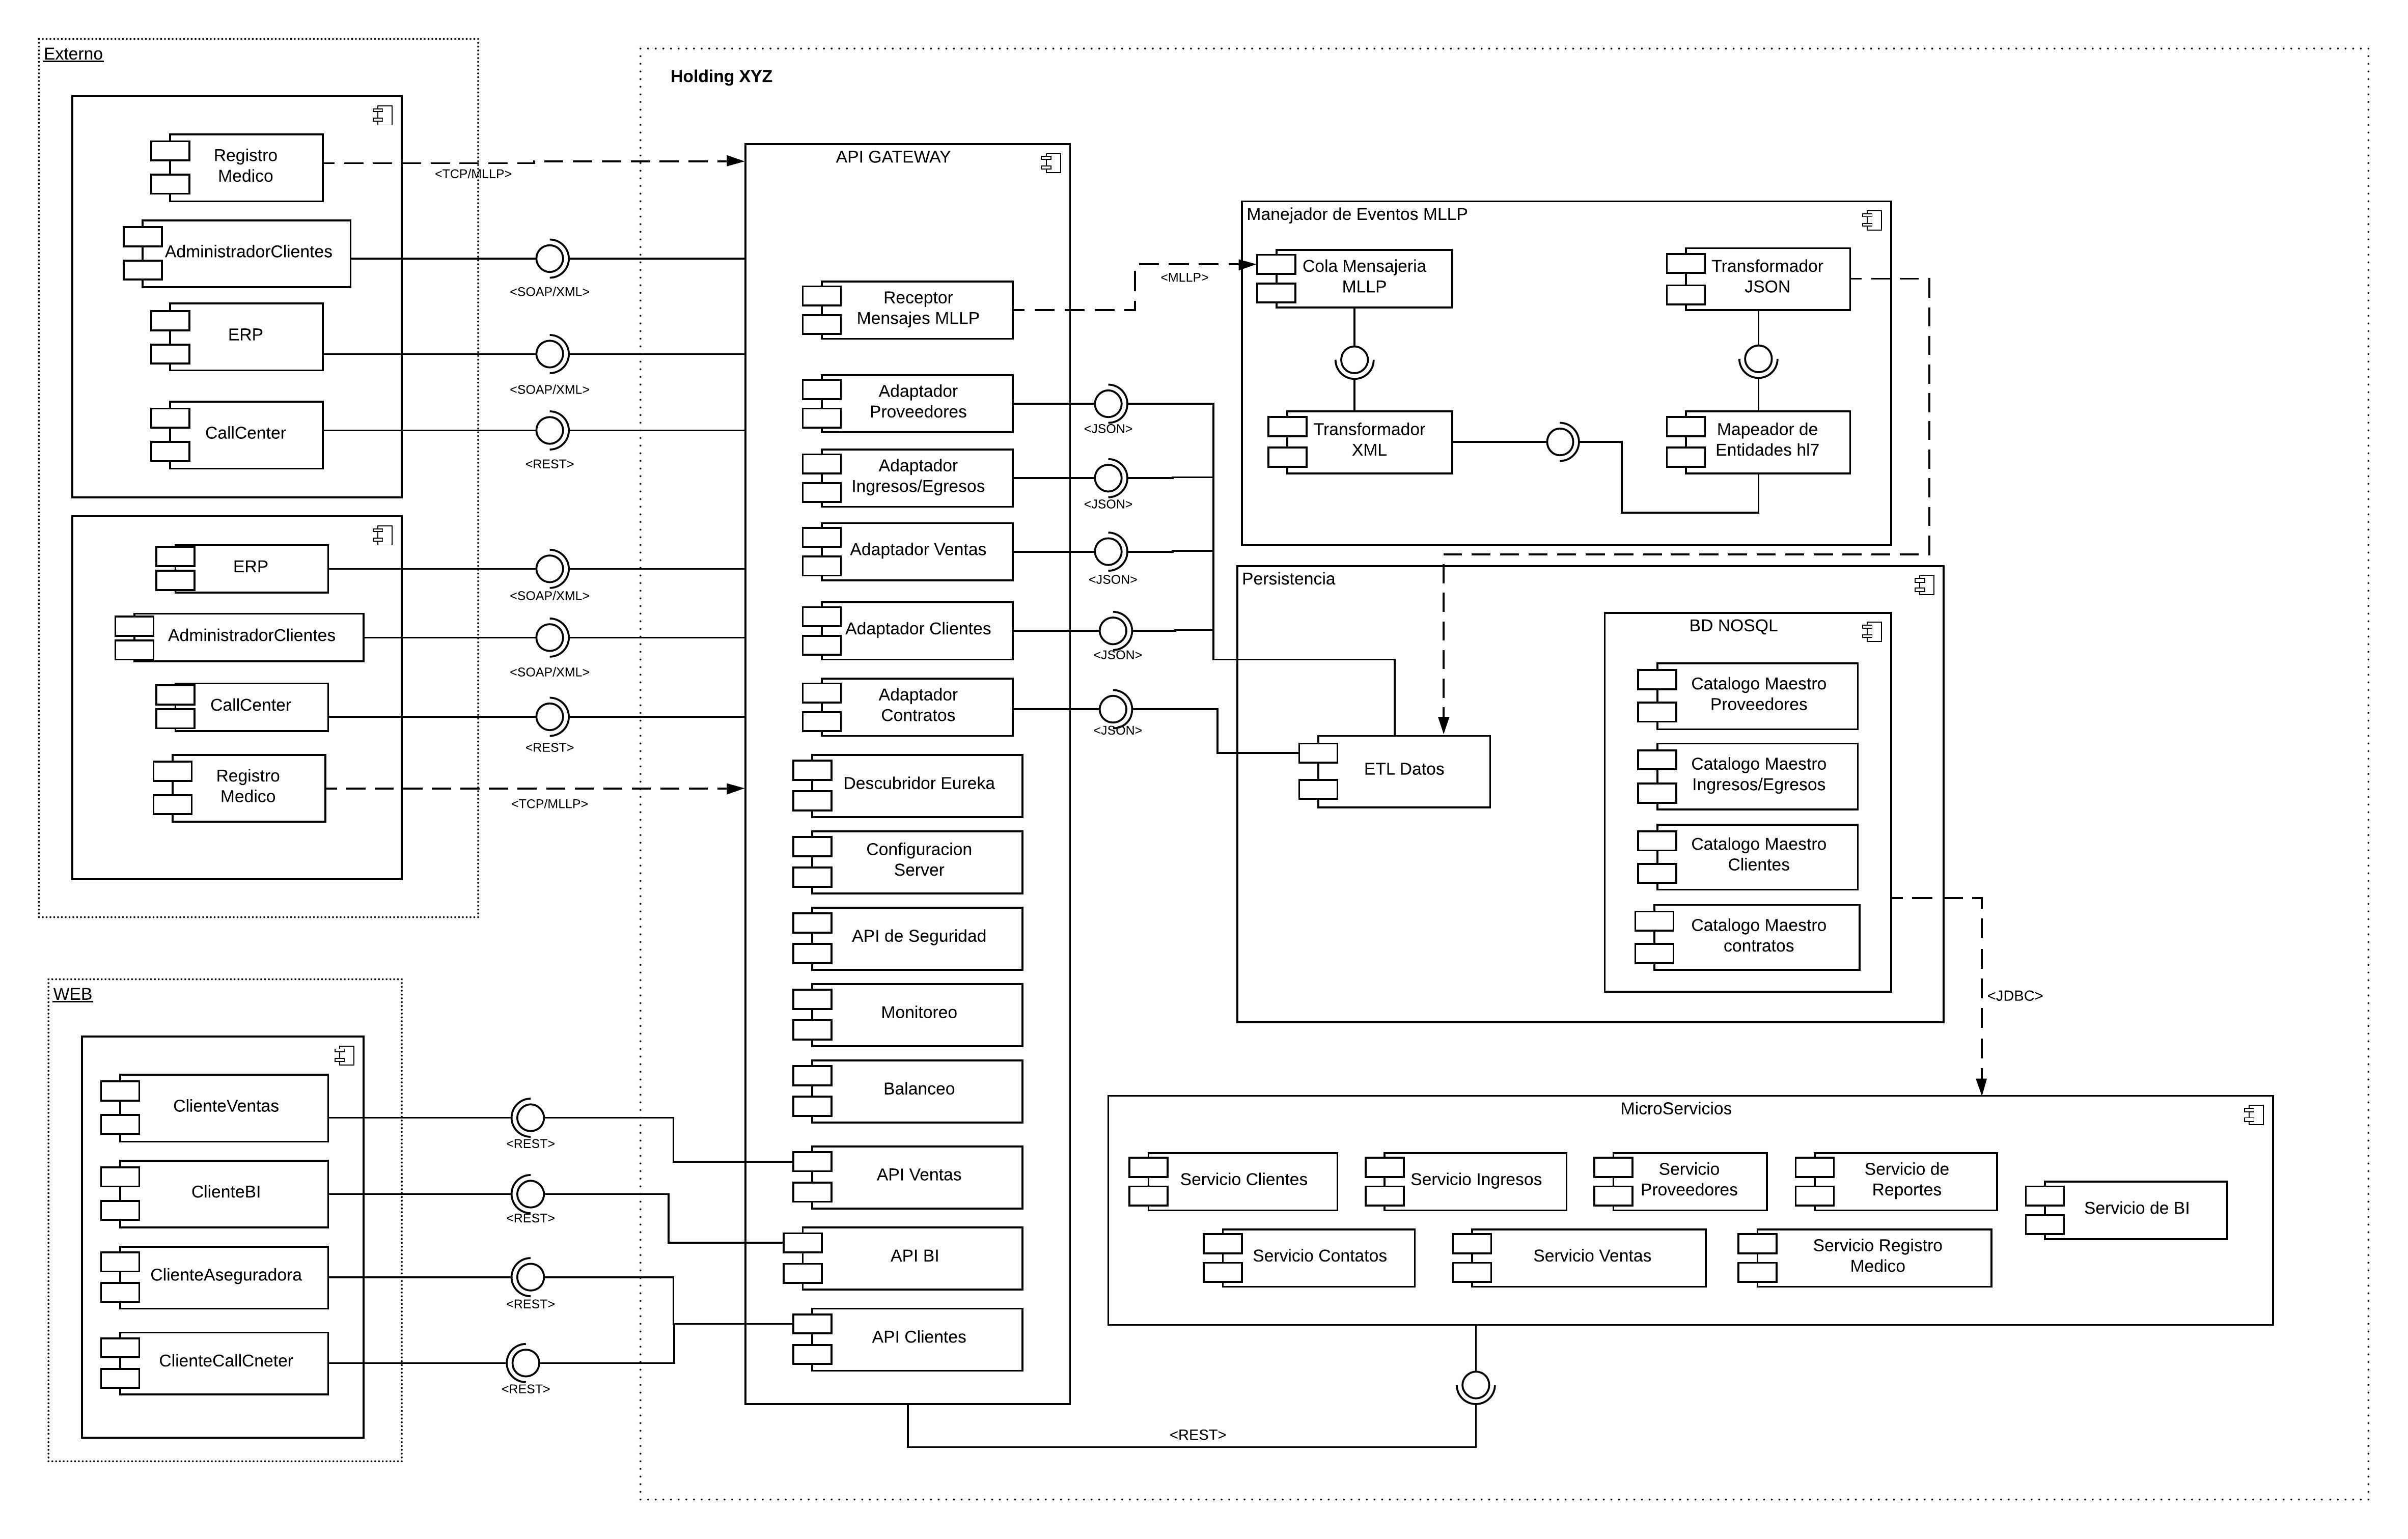 Externo
Registro
Medico
<TCP/MLLP>
AdministradorClientes
<SOAP/XML>
ERP
<SOAP/XML>
CallCenter
<REST>
ERP
<SOAP/XML>
AdministradorClientes
<SOAP/XML>
CallCenter
<REST>
Registro
Medico
<TCP/MLLP>
WEB
ClienteVentas
<REST>
ClienteBI
<REST>
ClienteAseguradora
<REST>
ClienteCallCneter
<REST>
Holding XYZ
API GATEWAY
Receptor
Mensajes MLLP
<MLLP>
Adaptador
Proveedores
<JSON>
Adaptador
Ingresos/Egresos
<JSON>
Adaptador Ventas
<JSON>
Adaptador Clientes
<JSON>
Adaptador
Contratos
<JSON>
Descubridor Eureka
Configuracion
Server
API de Seguridad
Monitoreo
Balanceo
API Ventas
API BI
API Clientes
Manejador de Eventos MLLP
Cola Mensajeria
MLLP
Transformador
JSON
Transformador
XML
Mapeador de
Entidades hl7
Persistencia
ETL Datos
BD NOSQL
Catalogo Maestro
Proveedores
Catalogo Maestro
Ingresos/Egresos
Catalogo Maestro
Clientes
Catalogo Maestro
contratos
<JDBC>
MicroServicios
Servicio Clientes
Servicio Ingresos
Servicio
Proveedores
Servicio de
Reportes
Servicio de BI
Servicio Contatos
Servicio Ventas
Servicio Registro
Medico
<REST>